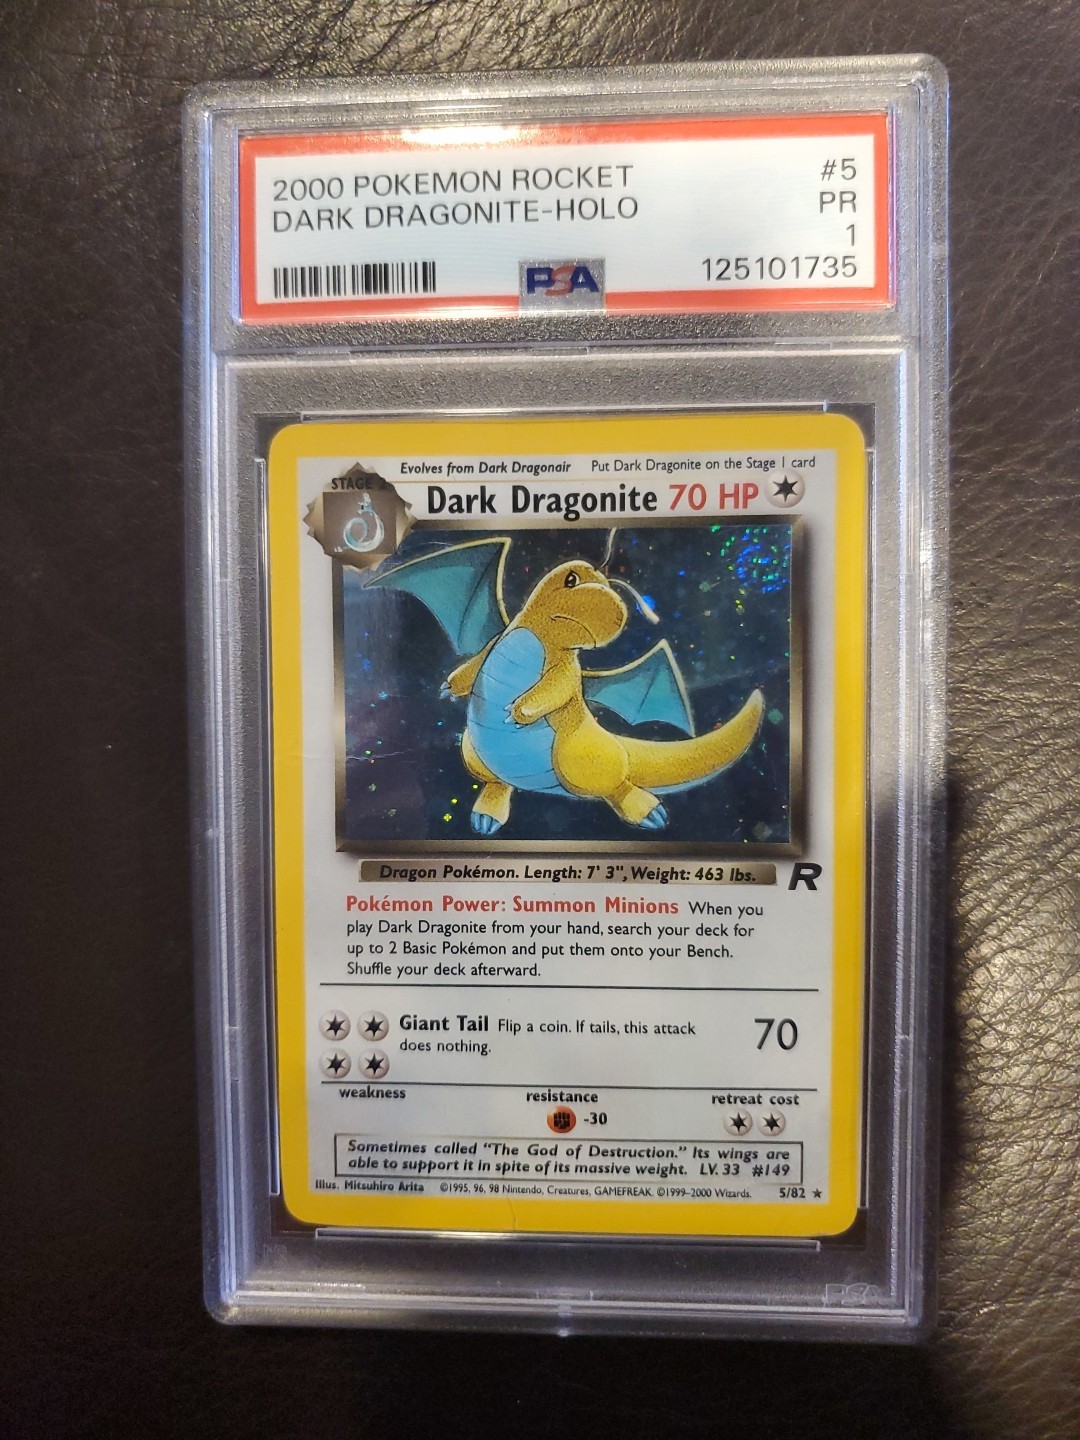 2000 POKEMON ROCKET #5
DARK DRAGONITE-HOLO PR
1
PSA 125101735
Evolves from Dark Dragonair Put Dark Dragonite on the Stage 1 card
STAGE 2
Dark Dragonite 70 HP
Dragon Pokémon. Length: 7' 3", Weight: 463 lbs.
R
Pokémon Power: Summon Minions When you
play Dark Dragonite from your hand, search your deck for
up to 2 Basic Pokémon and put them onto your Bench.
Shuffle your deck afterward.
Giant Tail Flip a coin. If tails, this attack 70
does nothing.
weakness resistance retreat cost
-30
Sometimes called "The God of Destruction." Its wings are
able to support it in spite of its massive weight. LV. 33 #149
Illus. Mitsuhiro Arita ©1995, 96, 98 Nintendo, Creatures, GAMEFREAK. ©1999-2000 Wizards. 5/82 ★
PSA